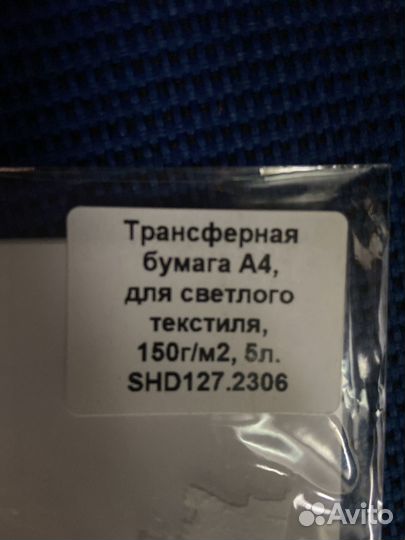 Трансферная
бумага А4,
для светлого
текстиля,
150г/м2, 5л.
SHD127.2306
Avito